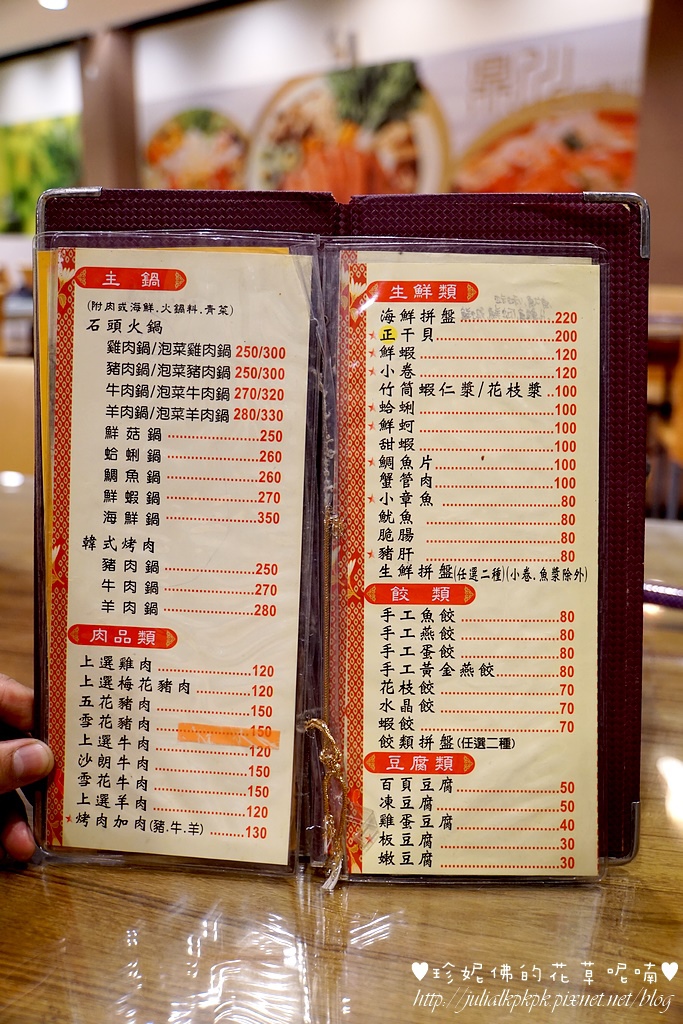 主鍋
(附肉或海鮮.火鍋料.青菜)
石頭火鍋
雞肉鍋/泡菜雞肉鍋 250/300
豬肉鍋/泡菜豬肉鍋 250/300
牛肉鍋/泡菜牛肉鍋 270/320
羊肉鍋/泡菜羊肉鍋 280/330
鮮菇鍋 250
蛤蜊鍋 260
鯛魚鍋 260
鮮蝦鍋 270
海鮮鍋 350
韓式烤肉
豬肉鍋 250
牛肉鍋 270
羊肉鍋 280
肉品類
上選雞肉 120
上選梅花豬肉 120
五花豬肉 150
雪花豬肉 150
上選牛肉 120
沙朗牛肉 150
雪花牛肉 150
上選羊肉 120
烤肉加肉(豬.牛.羊) 130
生鮮類
海鮮拼盤 220
正干貝 200
鮮蝦 120
小卷 120
竹筒蝦仁漿/花枝漿 100
蛤蜊 100
鮮蚵 100
甜蝦 100
鯛魚片 100
蟹管肉 100
小章魚 80
魷魚 80
脆腸 80
豬肝 80
生鮮拼盤(任選二種)(小卷.魚漿除外)
餃類
手工魚餃 80
手工燕餃 80
手工蛋餃 80
手工黃金燕餃 80
花枝餃 70
水晶餃 70
蝦餃 70
餃類拼盤(任選二種)
豆腐類
百頁豆腐 50
凍豆腐 50
雞蛋豆腐 40
板豆腐 30
嫩豆腐 30
♥珍妮佛的花草呢喃♥
http://julialkpkpk.pixnet.net/blog